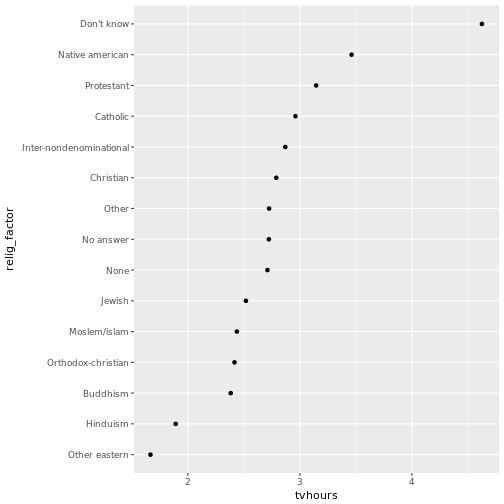 Don't know
Native american
Protestant
Catholic
Inter-nondenominational
Christian
Other
No answer
None
Jewish
Moslem/islam
Orthodox-christian
Buddhism
Hinduism
Other eastern
relig_factor
2 3 4
tvhours